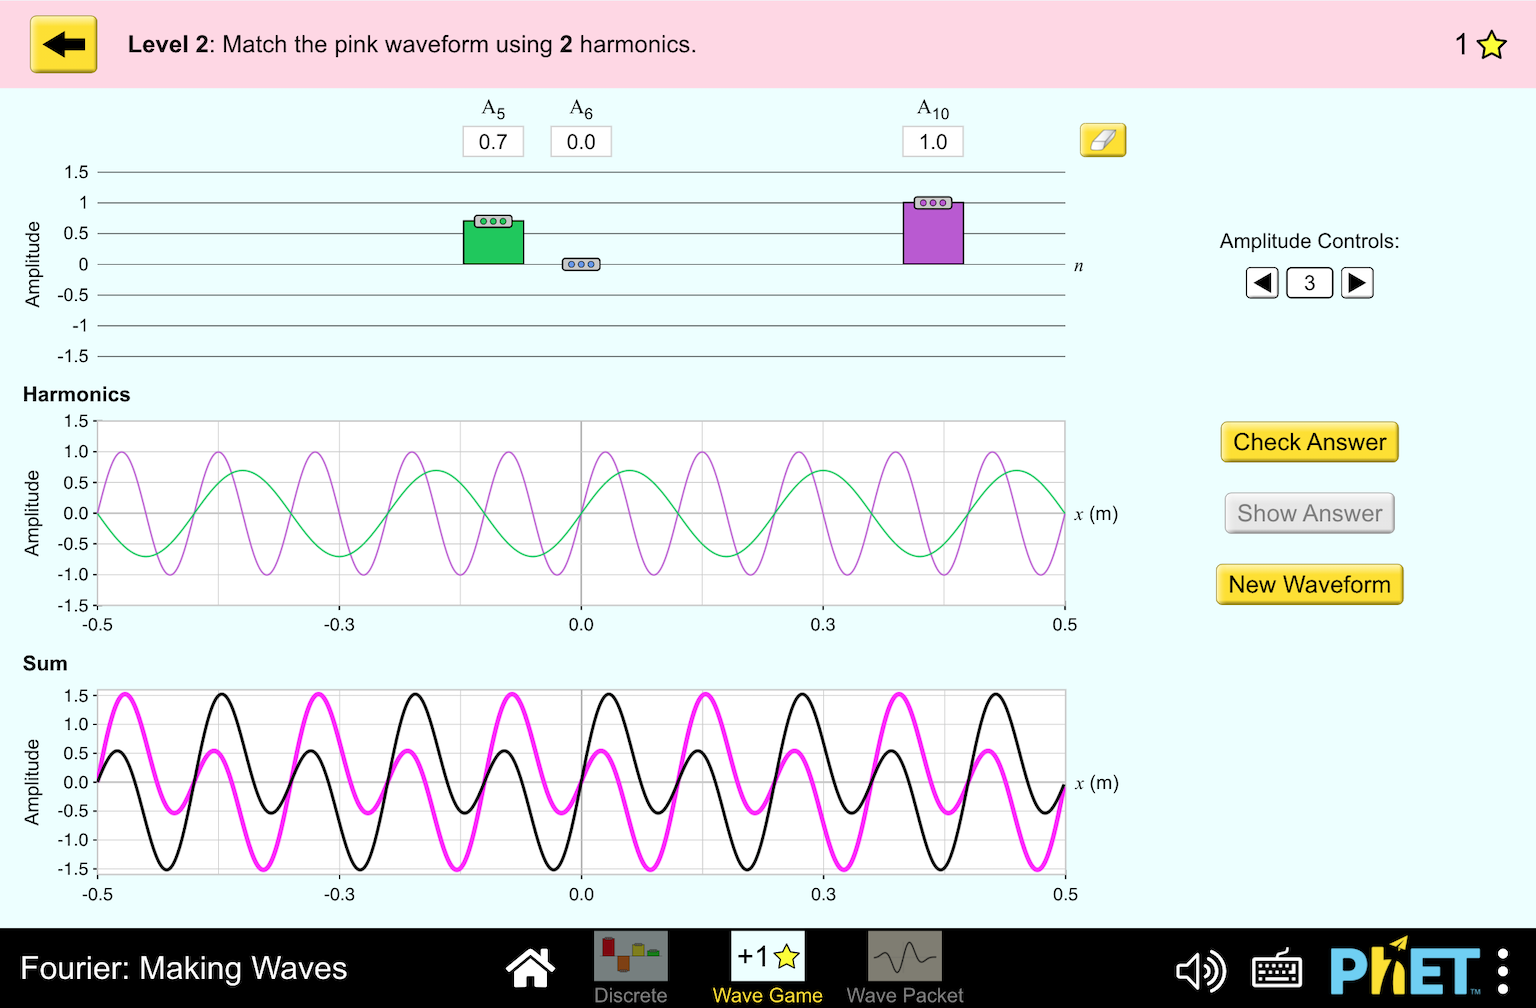 Level 2: Match the pink waveform using 2 harmonics.
1
A5 A6 A10
0.7 0.0 1.0
Amplitude
1.5
1
0.5
0
-0.5
-1
-1.5
n
Amplitude Controls:
3
Harmonics
Amplitude
1.5
1.0
0.5
0.0
-0.5
-1.0
-1.5
x (m)
-0.5 -0.3 0.0 0.3 0.5
Check Answer
Show Answer
New Waveform
Sum
Amplitude
1.5
1.0
0.5
0.0
-0.5
-1.0
-1.5
x (m)
-0.5 -0.3 0.0 0.3 0.5
Fourier: Making Waves
Discrete
+1
Wave Game
Wave Packet
PhET™